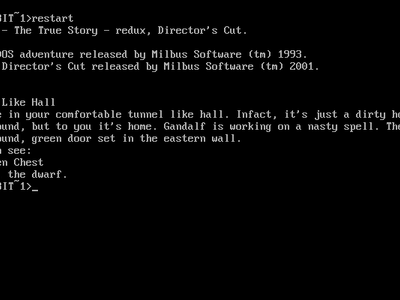 BIT~1>restart
- The True Story - redux, Director's Cut.
DOS adventure released by Milbus Software (tm) 1993.
Director's Cut released by Milbus Software (tm) 2001.
Like Hall
e in your comfortable tunnel like hall. Infact, it's just a dirty ho
ound, but to you it's home. Gandalf is working on a nasty spell. The
ound, green door set in the eastern wall.
n see:
en Chest
the dwarf.
BIT~1>_